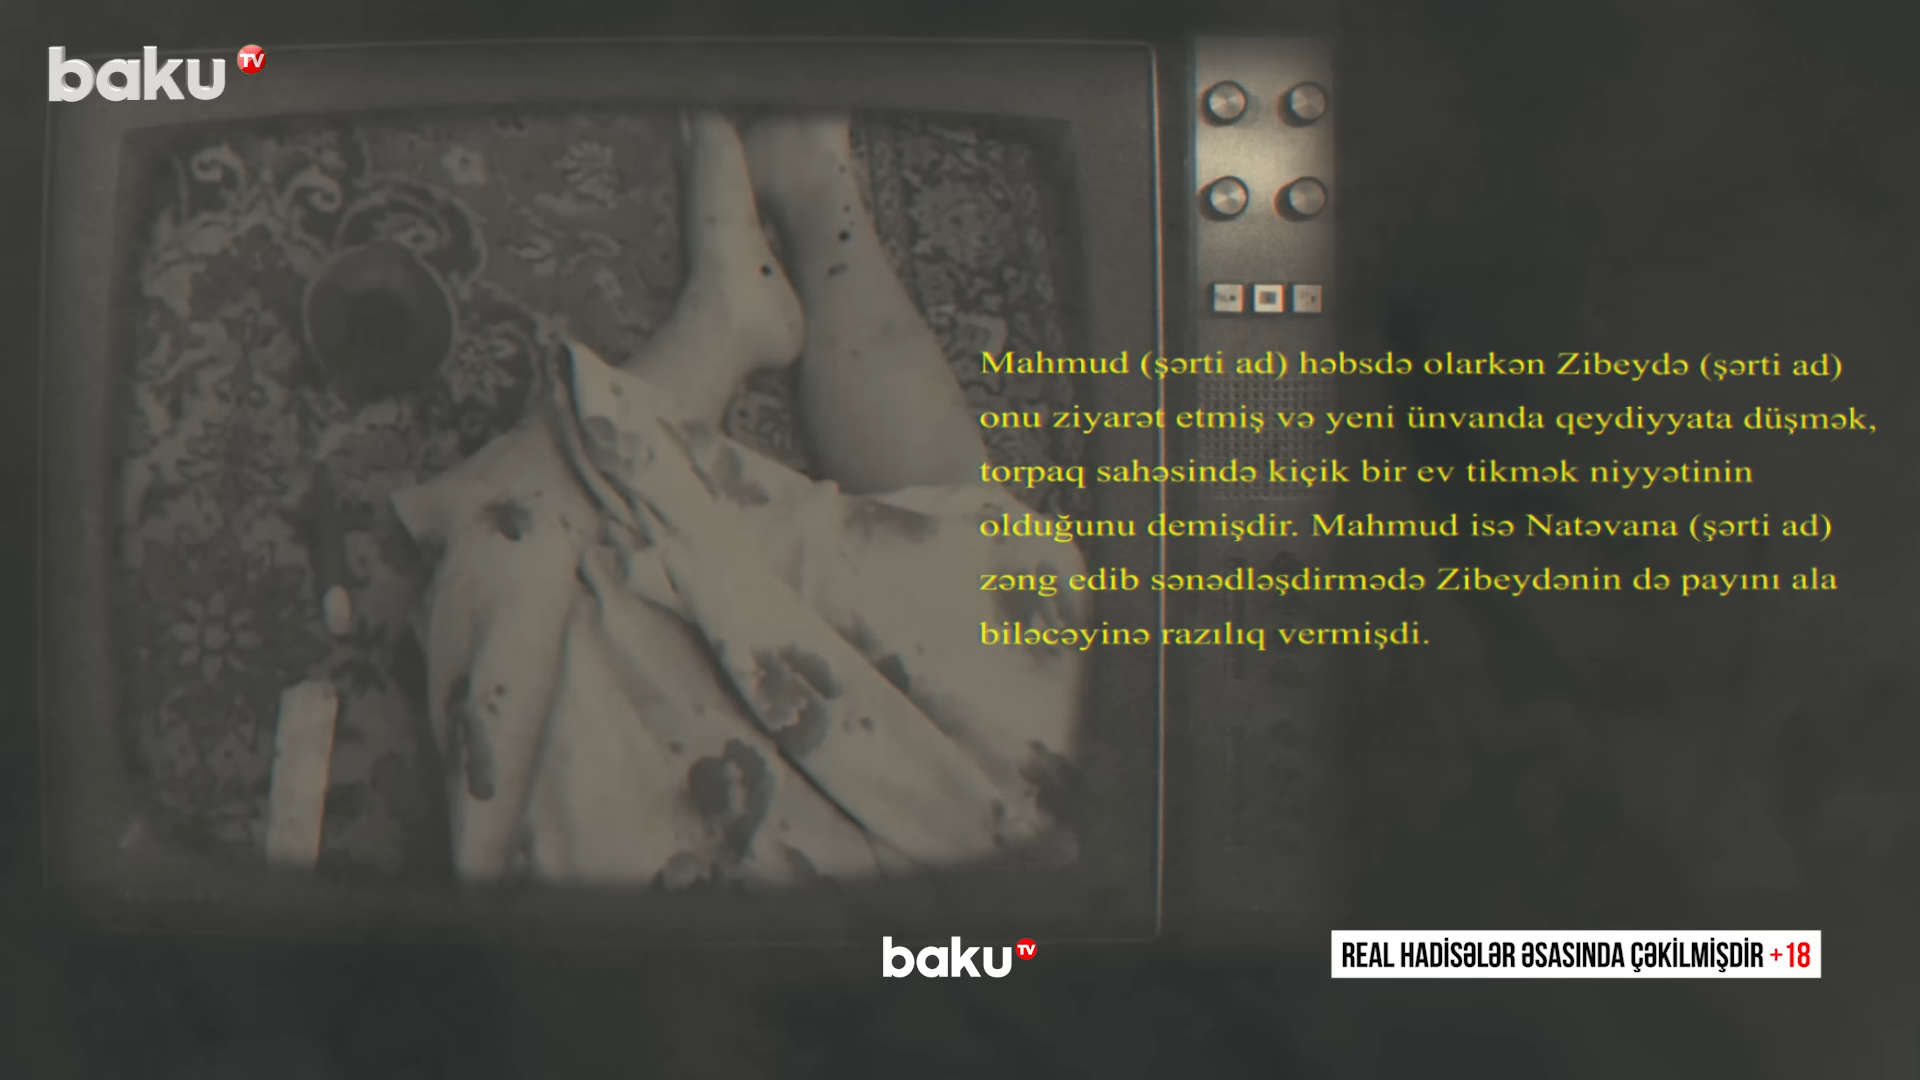 baku TV
Mahmud (şərti ad) həbsdə olarkən Zibeydə (şərti ad)
onu ziyarət etmiş və yeni ünvanda qeydiyyata düşmək,
torpaq sahəsində kiçik bir ev tikmək niyyətinin
olduğunu demişdir. Mahmud isə Natəvana (şərti ad)
zəng edib sənədləşdirmədə Zibeydənin də payını ala
biləcəyinə razılıq vermişdi.
baku TV
REAL HADİSƏLƏR ƏSASINDA ÇƏKİLMİŞDİR +18